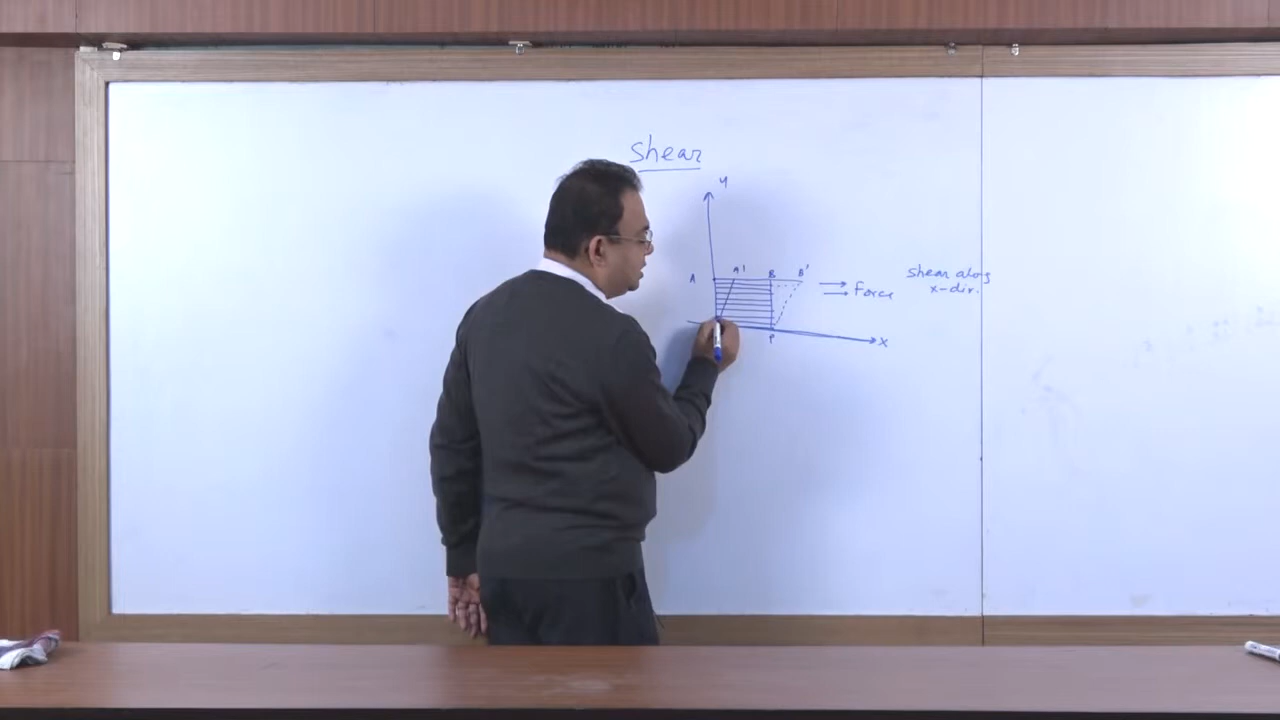 Shear
y
A A' B B'
Force
shear along
x-dir.
P
x